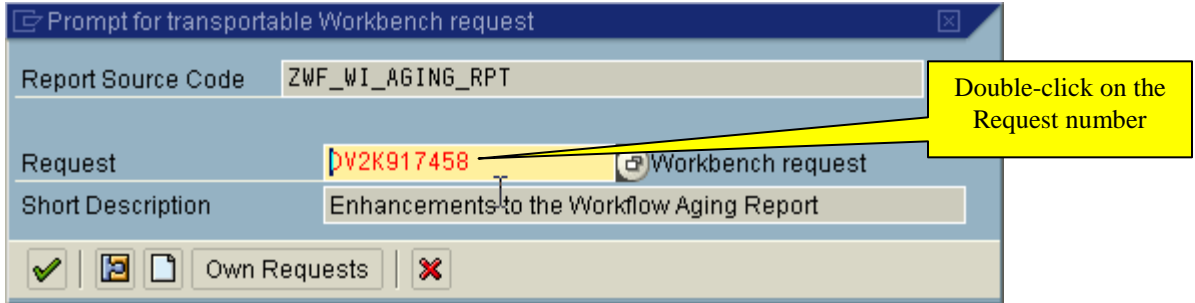 Prompt for transportable Workbench request
Report Source Code ZWF_WI_AGING_RPT
Double-click on the
Request number
Request DV2K917458 Workbench request
Short Description Enhancements to the Workflow Aging Report
Own Requests